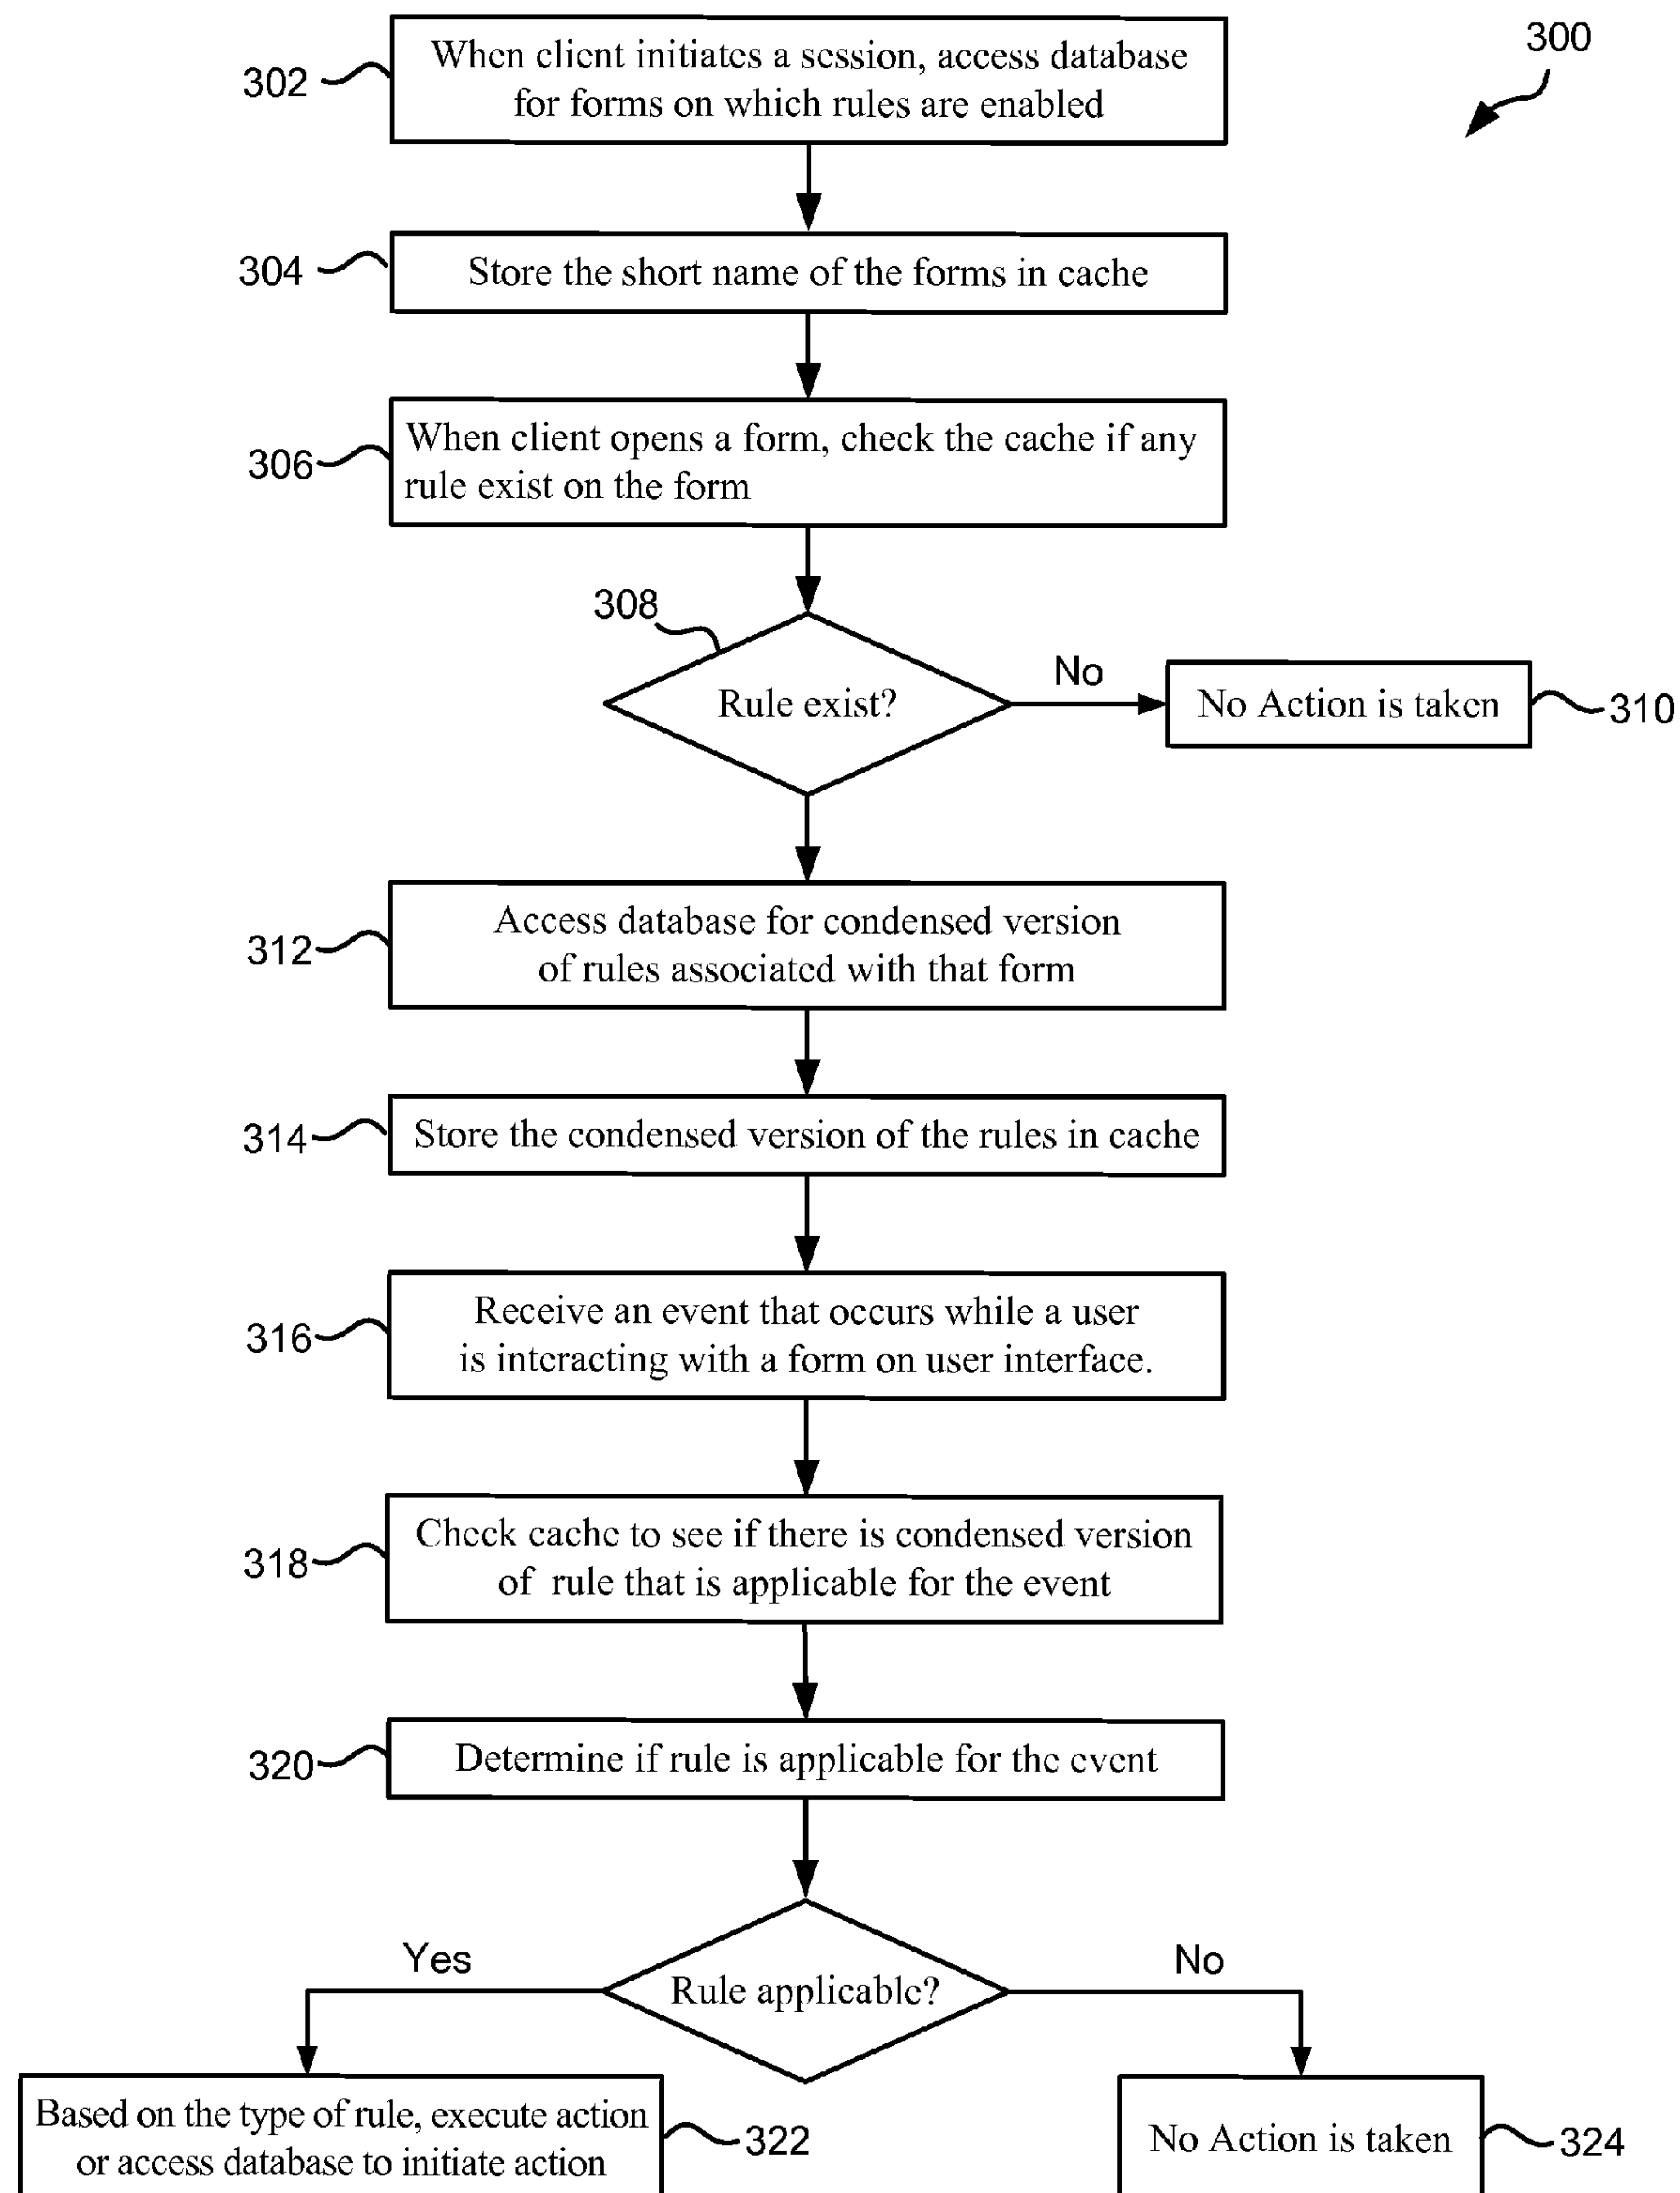 300
302
When client initiates a session, access database
for forms on which rules are enabled
304
Store the short name of the forms in cache
306
When client opens a form, check the cache if any
rule exist on the form
308
Rule exist?
No
No Action is taken
310
312
Access database for condensed version
of rules associated with that form
314
Store the condensed version of the rules in cache
316
Receive an event that occurs while a user
is interacting with a form on user interface.
318
Check cache to see if there is condensed version
of rule that is applicable for the event
320
Determine if rule is applicable for the event
Yes
Rule applicable?
No
Based on the type of rule, execute action
or access database to initiate action
322
No Action is taken
324